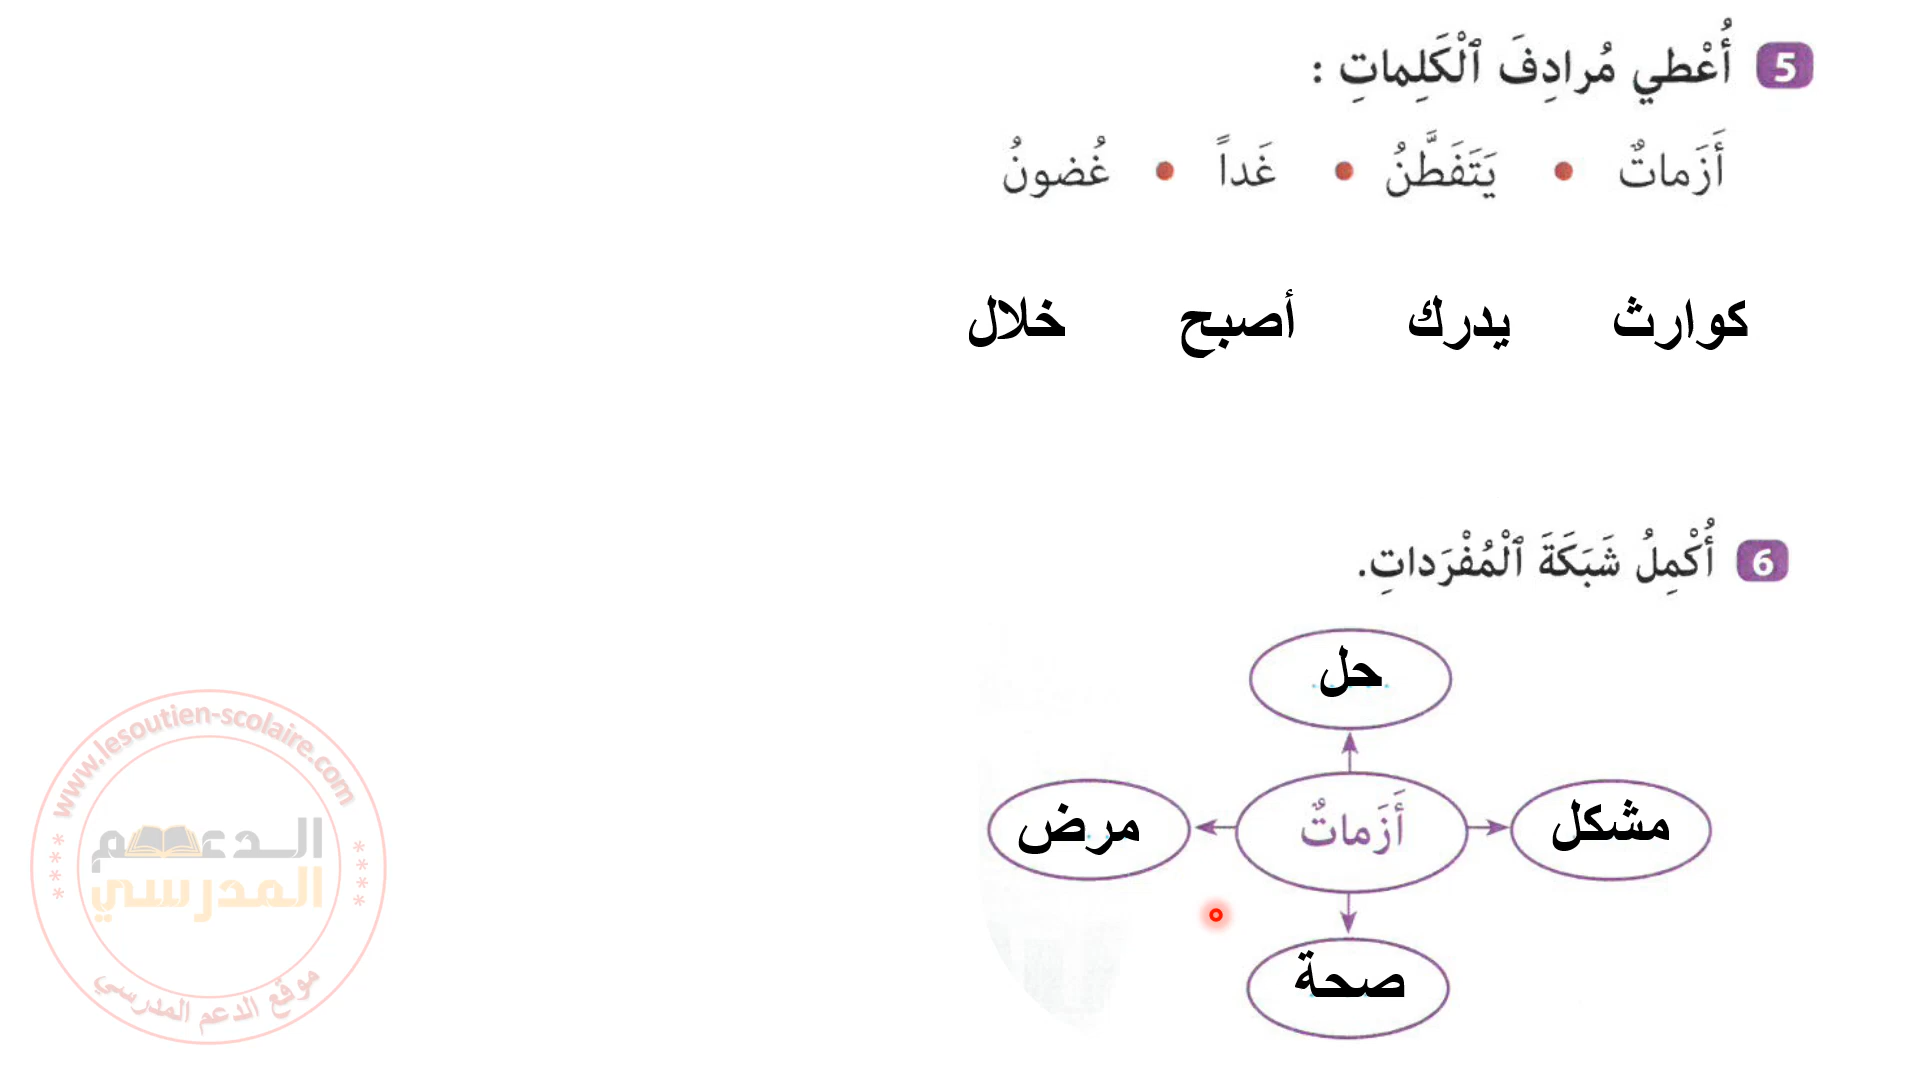 5 أُعْطي مُرادِفَ ٱلْكَلِماتِ :
أَزَماتٌ • يَتَفَطَّنُ • غَداً • غُضونُ
كوارث يدرك أصبح خلال
6 أُكْمِلُ شَبَكَةَ ٱلْمُفْرَداتِ.
حل
مشكل أَزَماتٌ مرض
صحة
www.lesoutien-scolaire.com
الدعم
المدرسي
موقع الدعم المدرسي